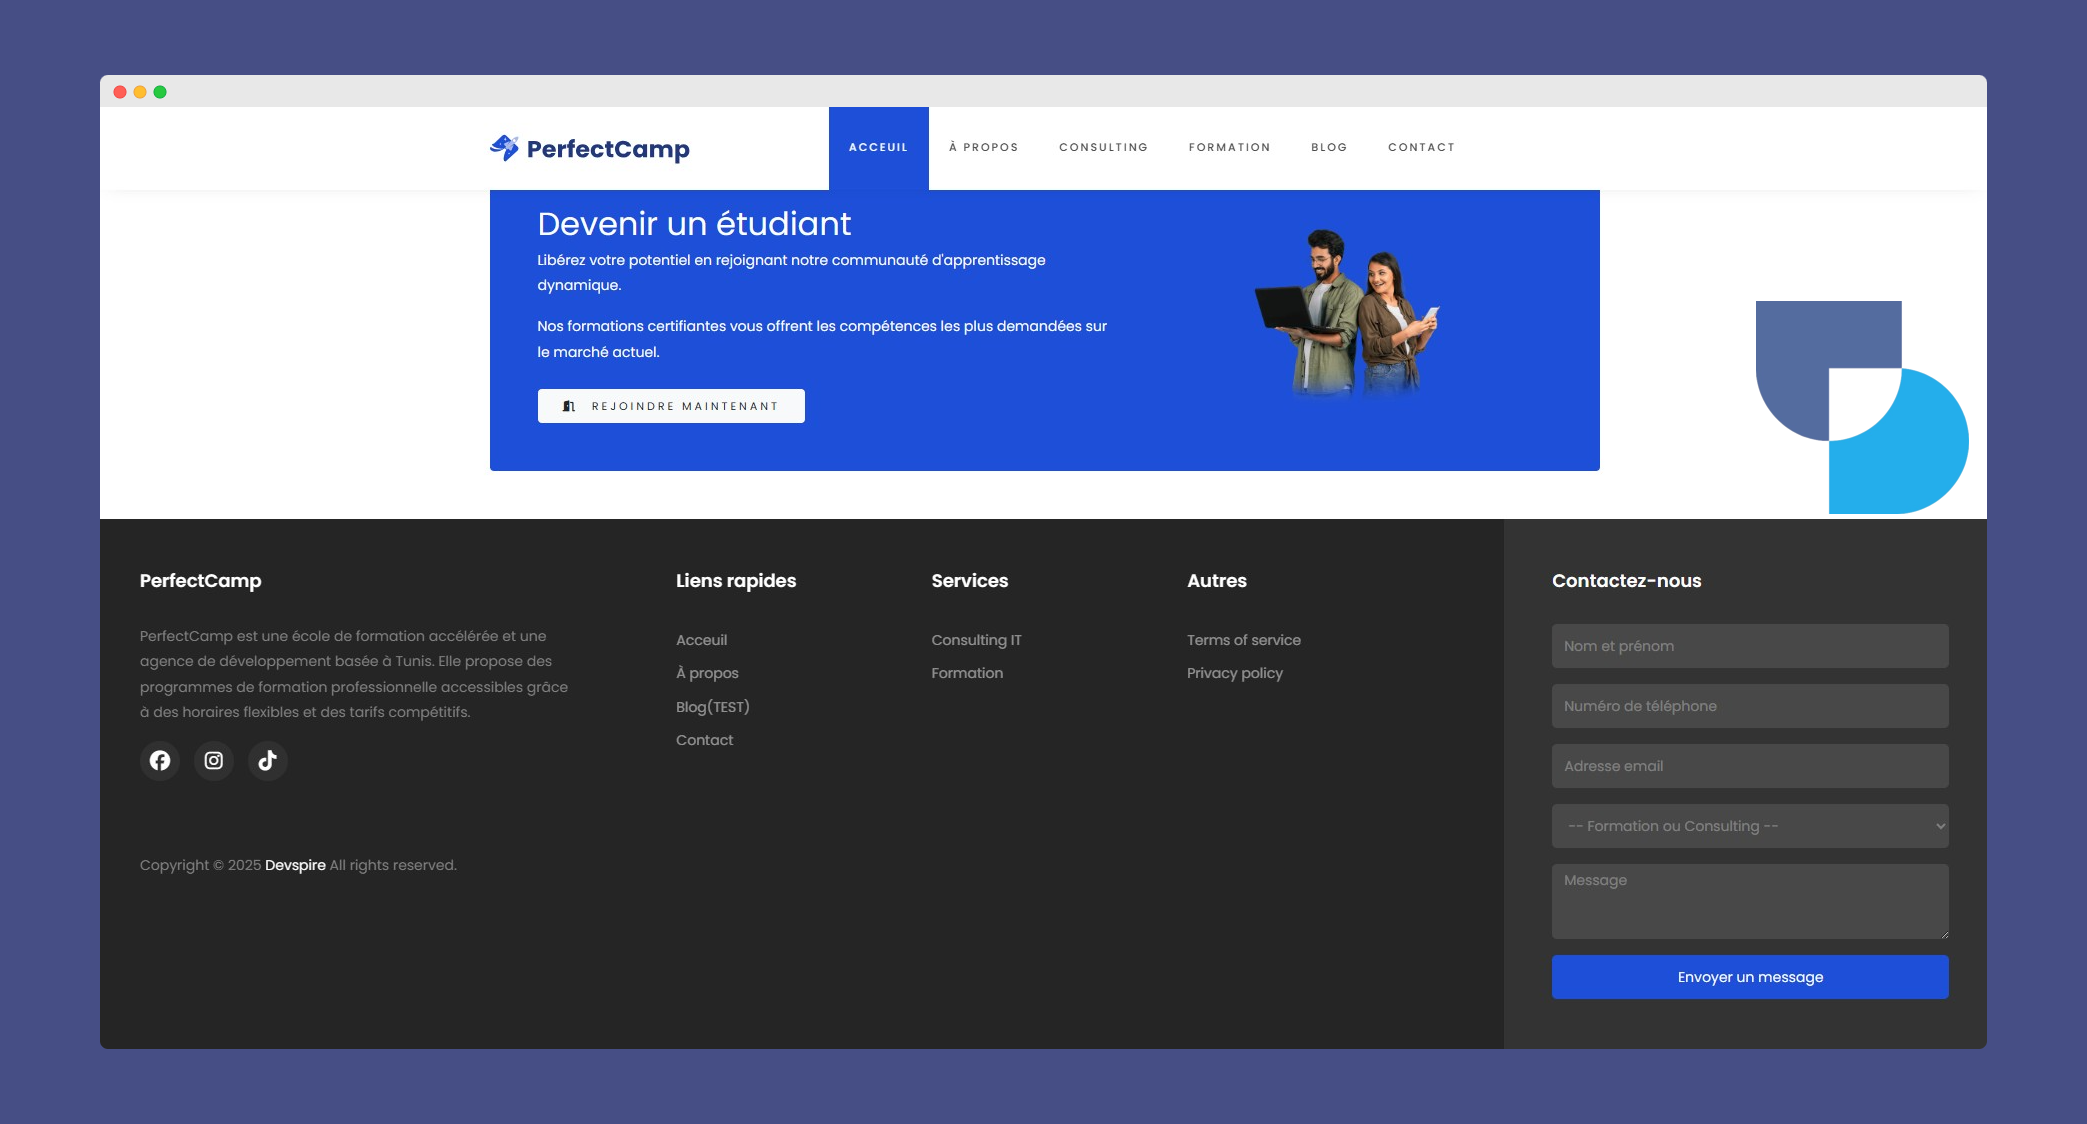 PerfectCamp
ACCEUIL
À PROPOS
CONSULTING
FORMATION
BLOG
CONTACT
Devenir un étudiant
Libérez votre potentiel en rejoignant notre communauté d'apprentissage
dynamique.
Nos formations certifiantes vous offrent les compétences les plus demandées sur
le marché actuel.
REJOINDRE MAINTENANT
PerfectCamp
PerfectCamp est une école de formation accélérée et une
agence de développement basée à Tunis. Elle propose des
programmes de formation professionnelle accessibles grâce
à des horaires flexibles et des tarifs compétitifs.
Copyright © 2025 Devspire All rights reserved.
Liens rapides
Acceuil
À propos
Blog(TEST)
Contact
Services
Consulting IT
Formation
Autres
Terms of service
Privacy policy
Contactez-nous
Nom et prénom
Numéro de téléphone
Adresse email
-- Formation ou Consulting --
Message
Envoyer un message